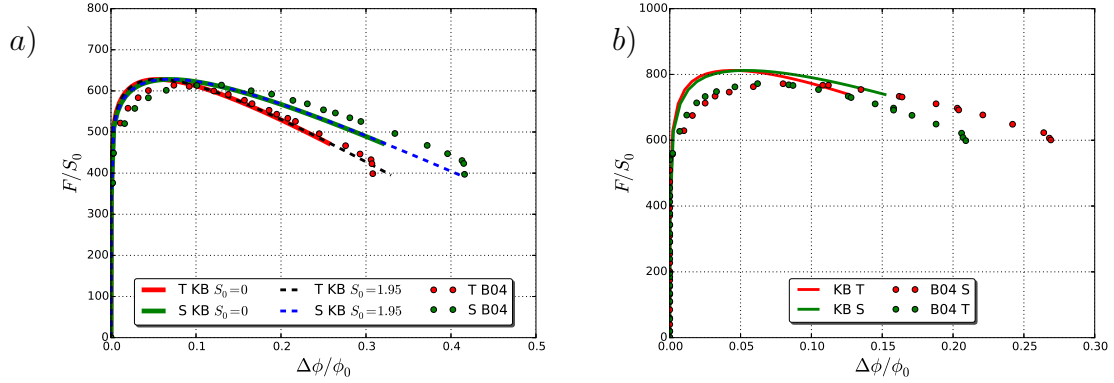 a)
F/S₀
800
700
600
500
400
300
200
100
0
0.0 0.1 0.2 0.3 0.4 0.5
Δφ/φ₀
T KB S₀=0
S KB S₀=0
T KB S₀=1.95
S KB S₀=1.95
T B04
S B04
b)
F/S₀
1000
800
600
400
200
0
0.00 0.05 0.10 0.15 0.20 0.25 0.30
Δφ/φ₀
KB T
KB S
B04 S
B04 T